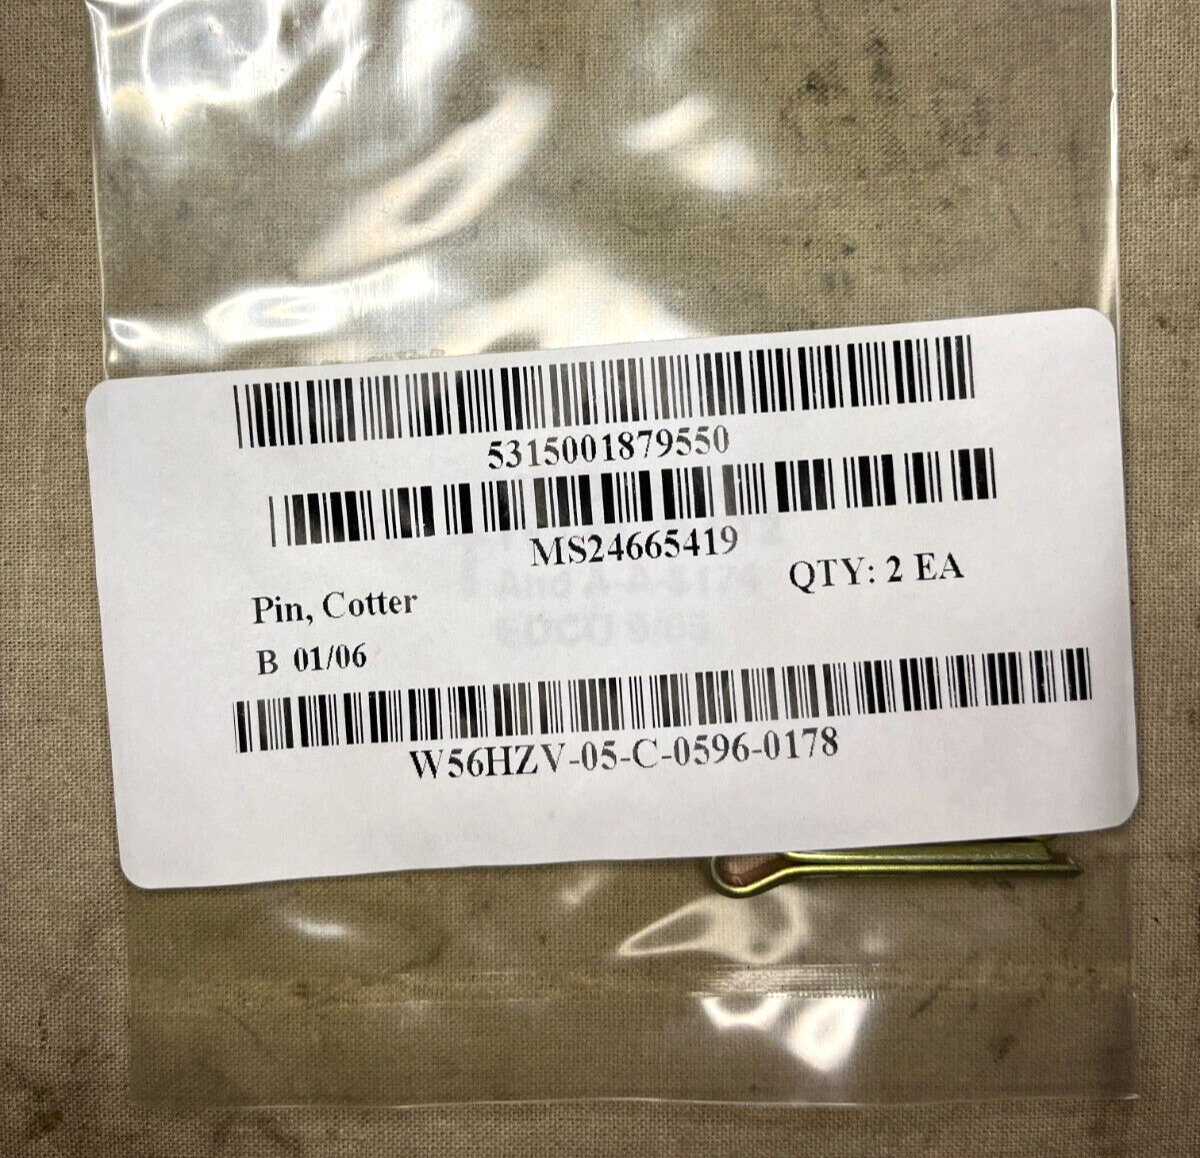 5315001879550
MS24665419
QTY: 2 EA
Pin, Cotter
B 01/06
W56HZV-05-C-0596-0178